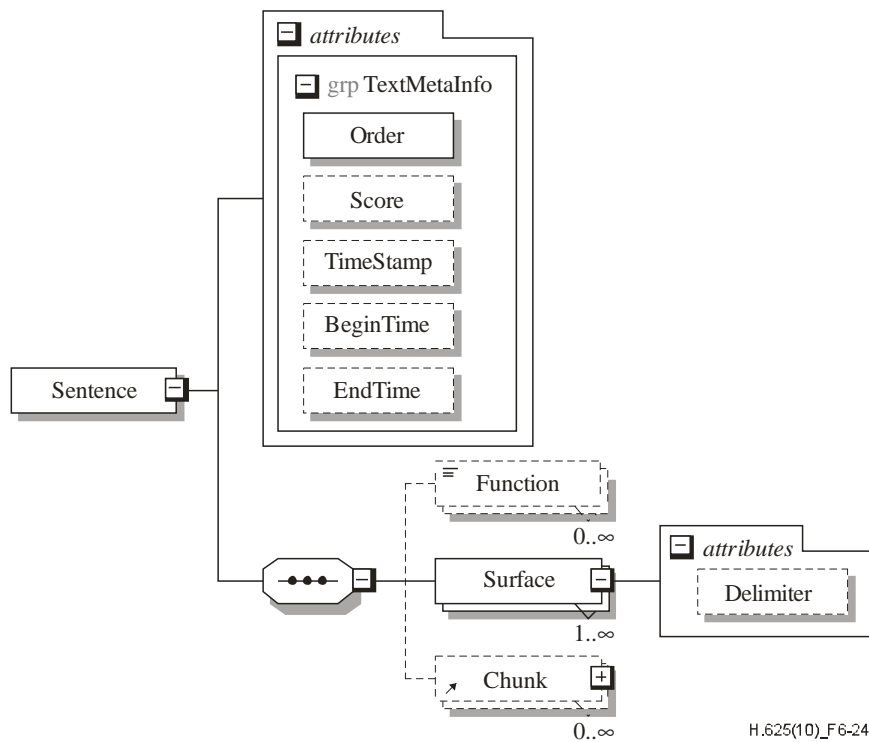 attributes
grp TextMetaInfo
Order
Score
TimeStamp
BeginTime
EndTime
Sentence
Function
0..∞
Surface
1..∞
attributes
Delimiter
Chunk
0..∞
H.625(10)_F6-24